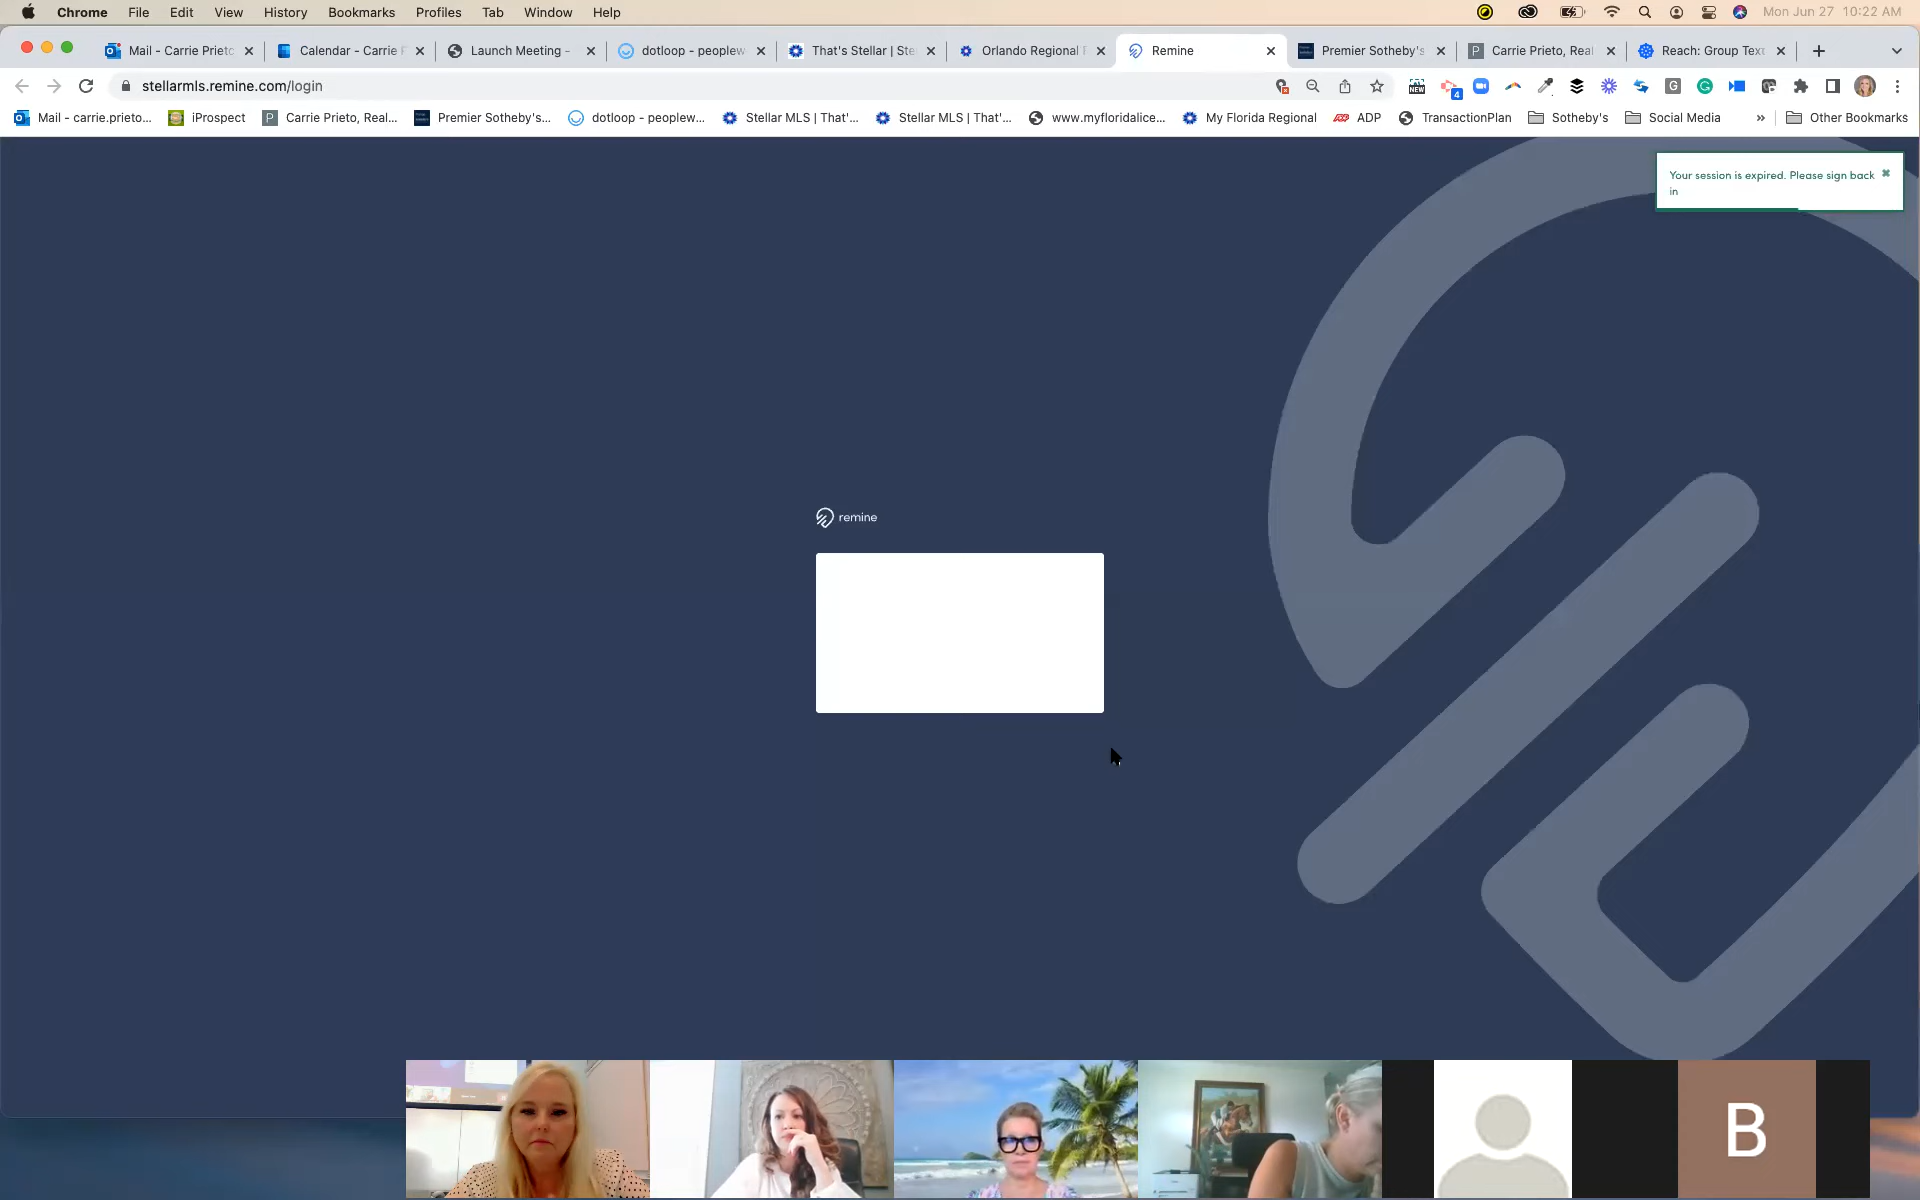 Chrome File Edit View History Bookmarks Profiles Tab Window Help Mon Jun 27 10:22 AM
Mail - Carrie Prieto Calendar - Carrie P Launch Meeting - dotloop - peoplew That's Stellar | Ste Orlando Regional R Remine Premier Sotheby's Carrie Prieto, Real Reach: Group Text
stellarmls.remine.com/login NEW 4 G G
Mail - carrie.prieto... iProspect P Carrie Prieto, Real... Premier Sotheby's... dotloop - peoplew... Stellar MLS | That'... Stellar MLS | That'... www.myfloridalice... My Florida Regional ADP TransactionPlan Sotheby's Social Media » Other Bookmarks
Your session is expired. Please sign back
in
remine
B